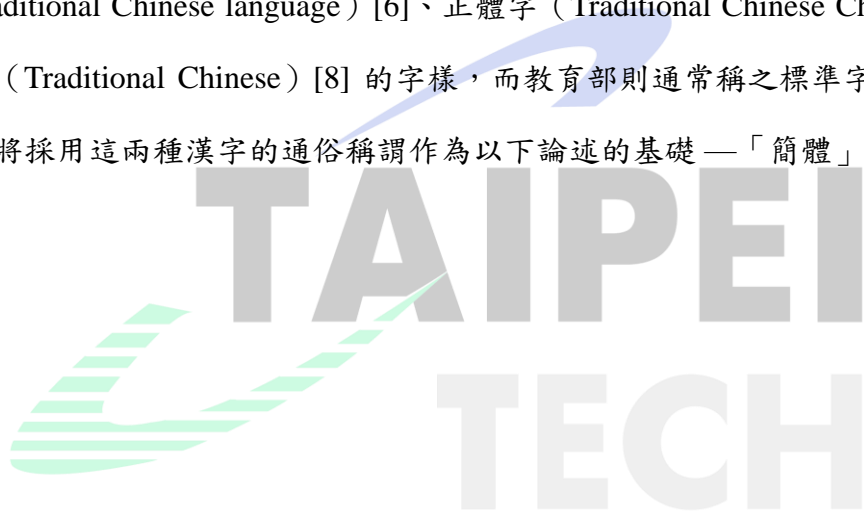 aditional Chinese language）[6]、正體字（Traditional Chinese Ch
（Traditional Chinese）[8] 的字樣，而教育部則通常稱之標準字
將採用這兩種漢字的通俗稱謂作為以下論述的基礎 —「簡體」
TAIPEI
TECH